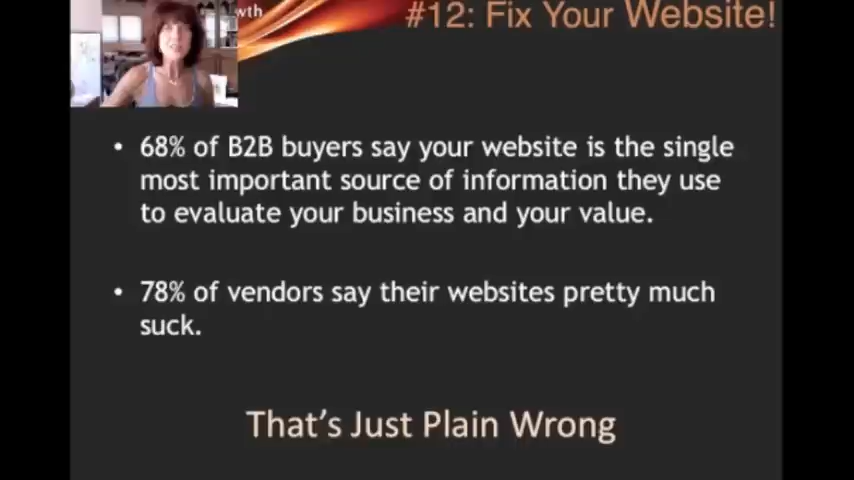 #12: Fix Your Website!
• 68% of B2B buyers say your website is the single
most important source of information they use
to evaluate your business and your value.
• 78% of vendors say their websites pretty much
suck.
That's Just Plain Wrong